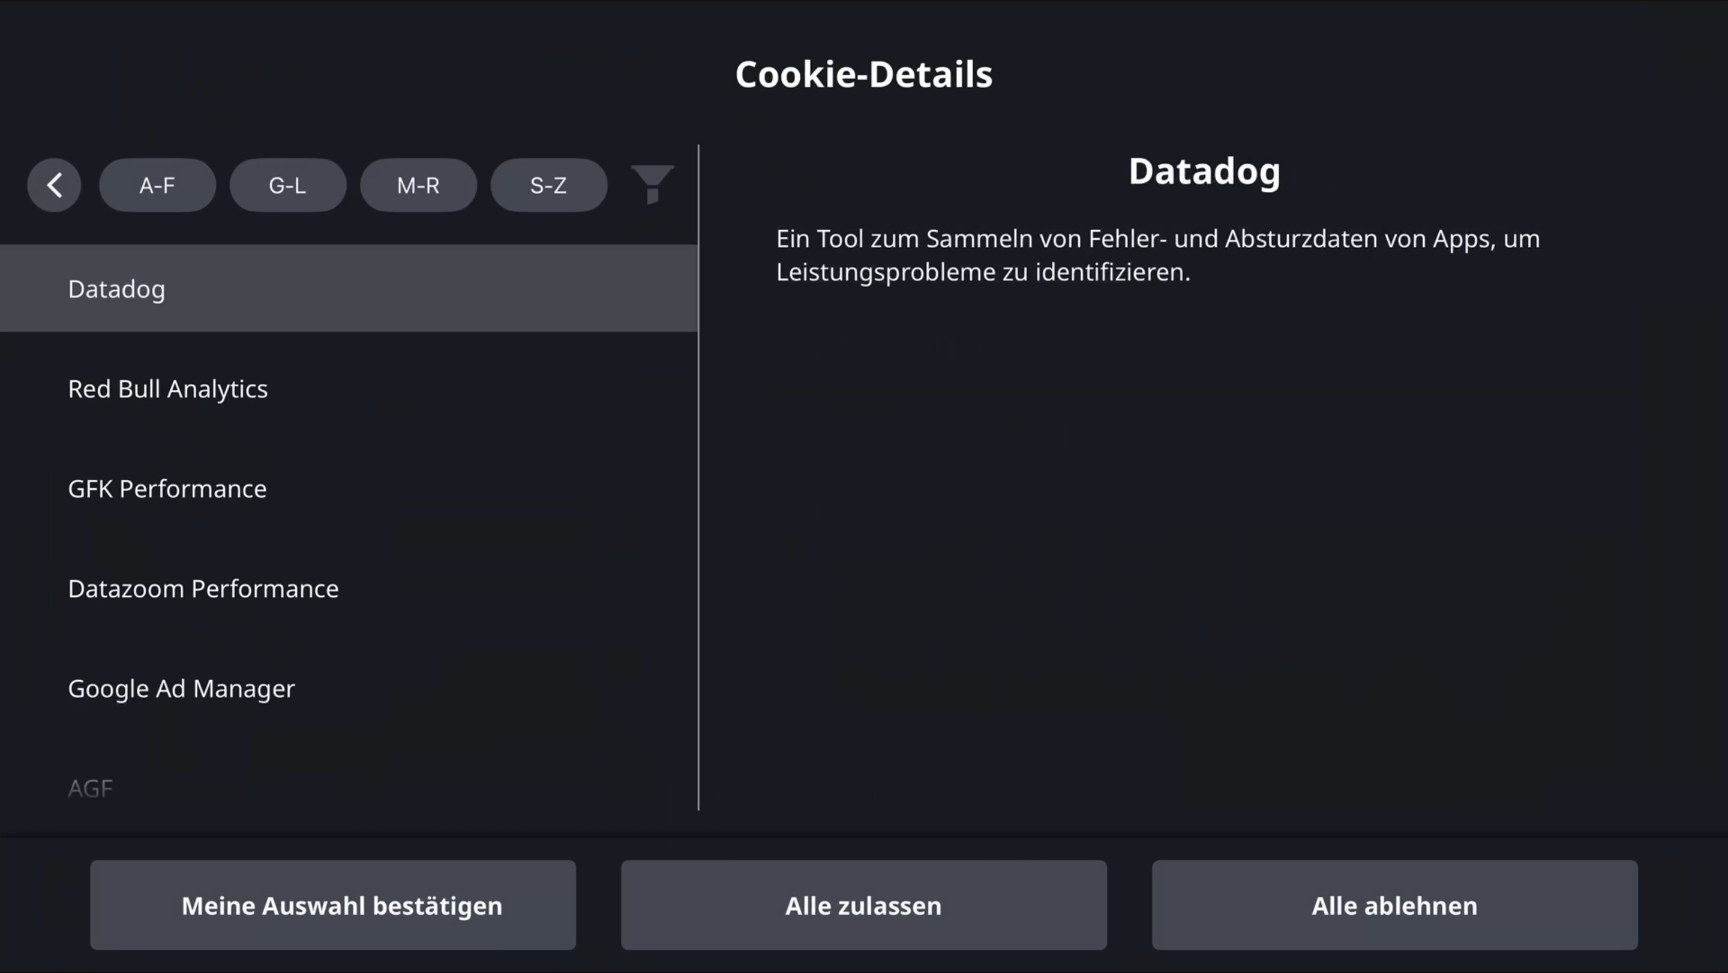 Cookie-Details
A-F
G-L
M-R
S-Z
Datadog
Red Bull Analytics
GFK Performance
Datazoom Performance
Google Ad Manager
AGF
Datadog
Ein Tool zum Sammeln von Fehler- und Absturzdaten von Apps, um
Leistungsprobleme zu identifizieren.
Meine Auswahl bestätigen
Alle zulassen
Alle ablehnen